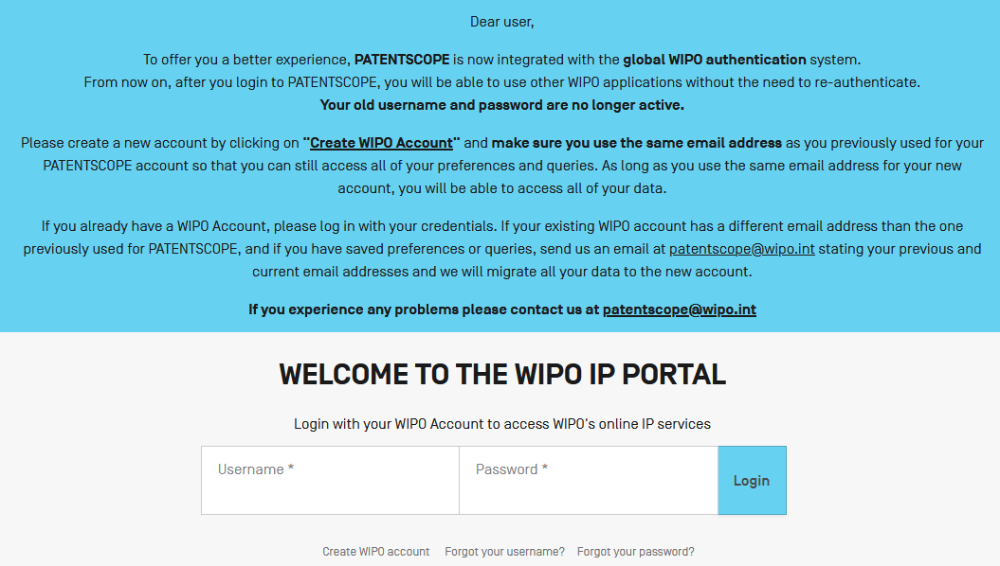 Dear user,
To offer you a better experience, PATENTSCOPE is now integrated with the global WIPO authentication system.
From now on, after you login to PATENTSCOPE, you will be able to use other WIPO applications without the need to re-authenticate.
Your old username and password are no longer active.
Please create a new account by clicking on "Create WIPO Account" and make sure you use the same email address as you previously used for your
PATENTSCOPE account so that you can still access all of your preferences and queries. As long as you use the same email address for your new
account, you will be able to access all of your data.
If you already have a WIPO Account, please log in with your credentials. If your existing WIPO account has a different email address than the one
previously used for PATENTSCOPE, and if you have saved preferences or queries, send us an email at patentscope@wipo.int stating your previous and
current email addresses and we will migrate all your data to the new account.
If you experience any problems please contact us at patentscope@wipo.int
WELCOME TO THE WIPO IP PORTAL
Login with your WIPO Account to access WIPO's online IP services
Username * Password * Login
Create WIPO account Forgot your username? Forgot your password?